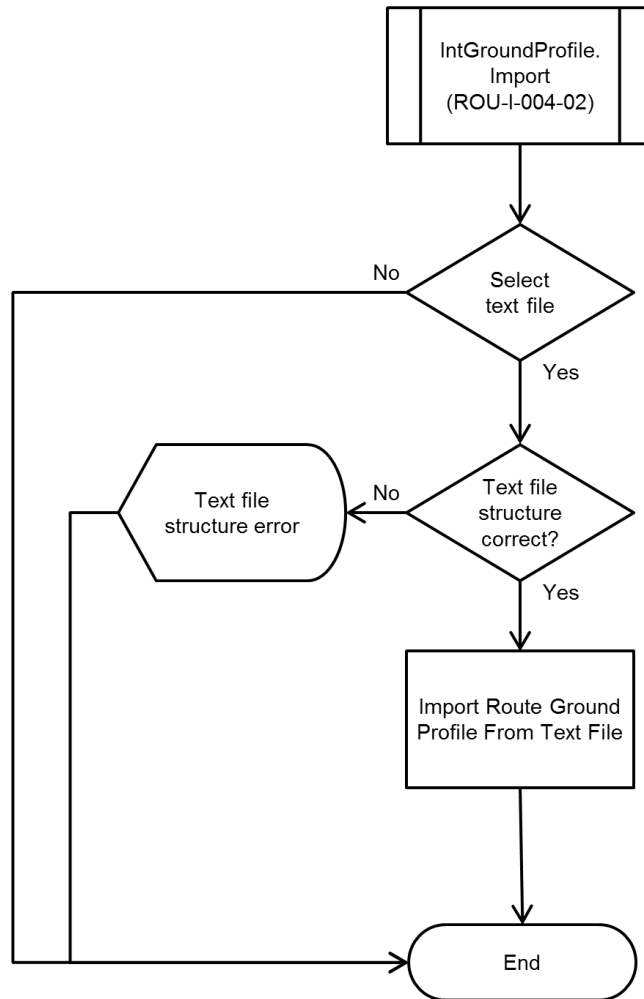 IntGroundProfile.
Import
(ROU-I-004-02)
No
Select
text file
Yes
Text file
structure error
No
Text file
structure
correct?
Yes
Import Route Ground
Profile From Text File
End